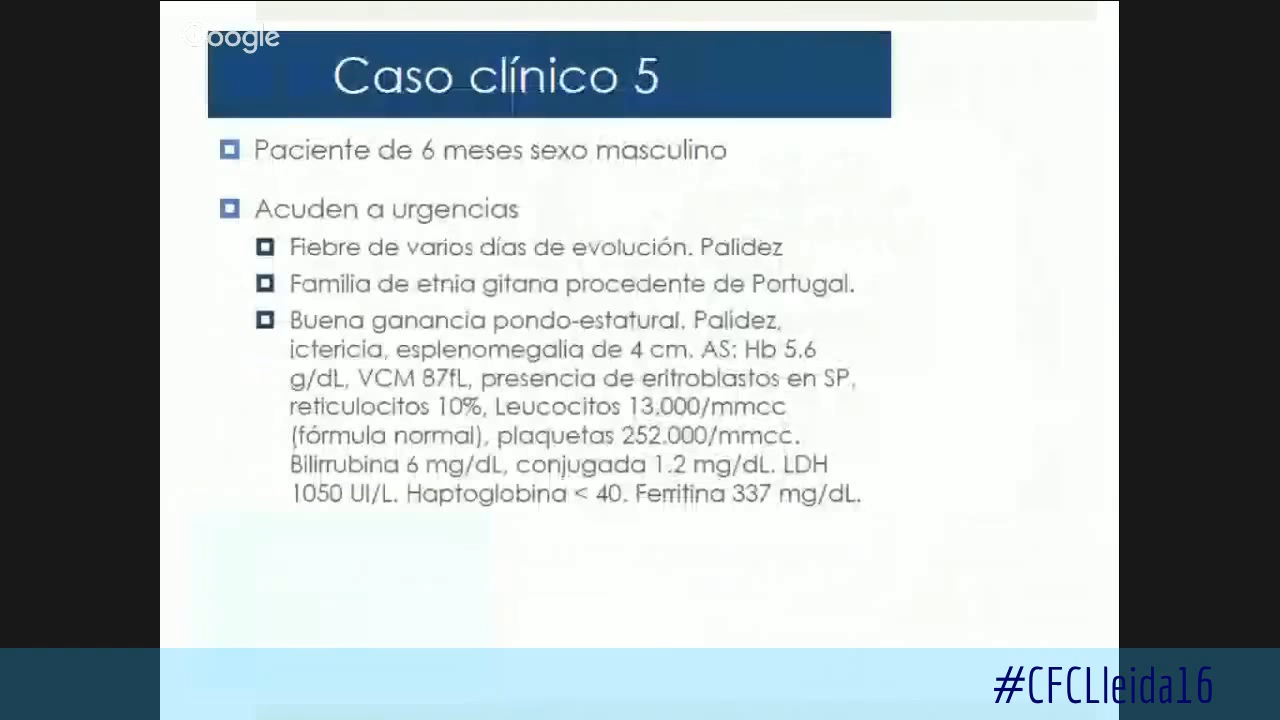 Google
Caso clínico 5
Paciente de 6 meses sexo masculino
Acuden a urgencias
Fiebre de varios días de evolución. Palidez
Familia de etnia gitana procedente de Portugal.
Buena ganancia pondo-estatural. Palidez,
ictericia, esplenomegalia de 4 cm. AS: Hb 5.6
g/dL, VCM 87fL, presencia de eritroblastos en SP,
reticulocitos 10%, Leucocitos 13.000/mmcc
(fórmula normal), plaquetas 252.000/mmcc.
Bilirrubina 6 mg/dL, conjugada 1.2 mg/dL. LDH
1050 UI/L. Haptoglobina < 40. Ferritina 337 mg/dL.
#CFCLleida16